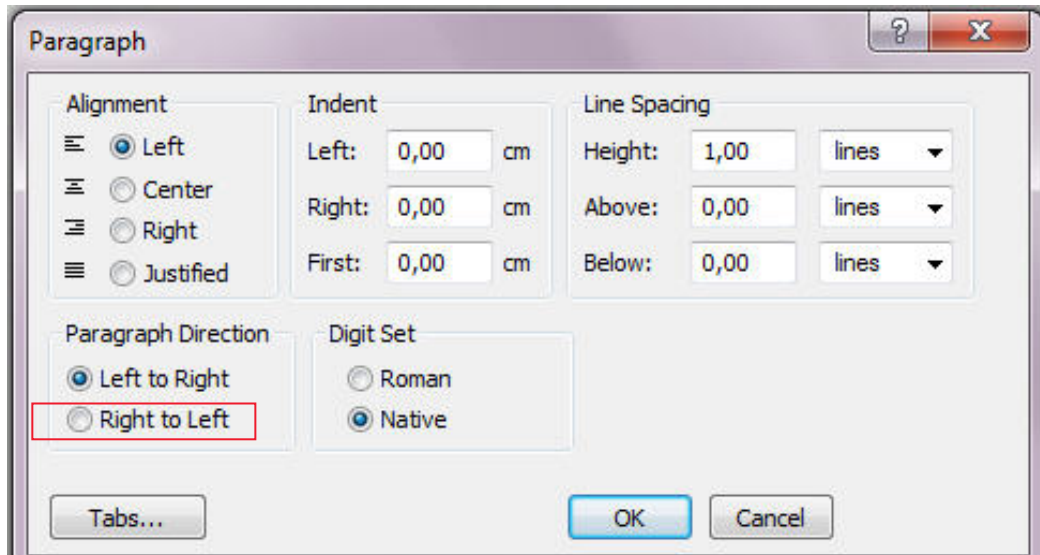 Paragraph
Alignment
Left
Center
Right
Justified
Indent
Left: 0,00 cm
Right: 0,00 cm
First: 0,00 cm
Line Spacing
Height: 1,00 lines
Above: 0,00 lines
Below: 0,00 lines
Paragraph Direction
Left to Right
Right to Left
Digit Set
Roman
Native
Tabs...
OK
Cancel